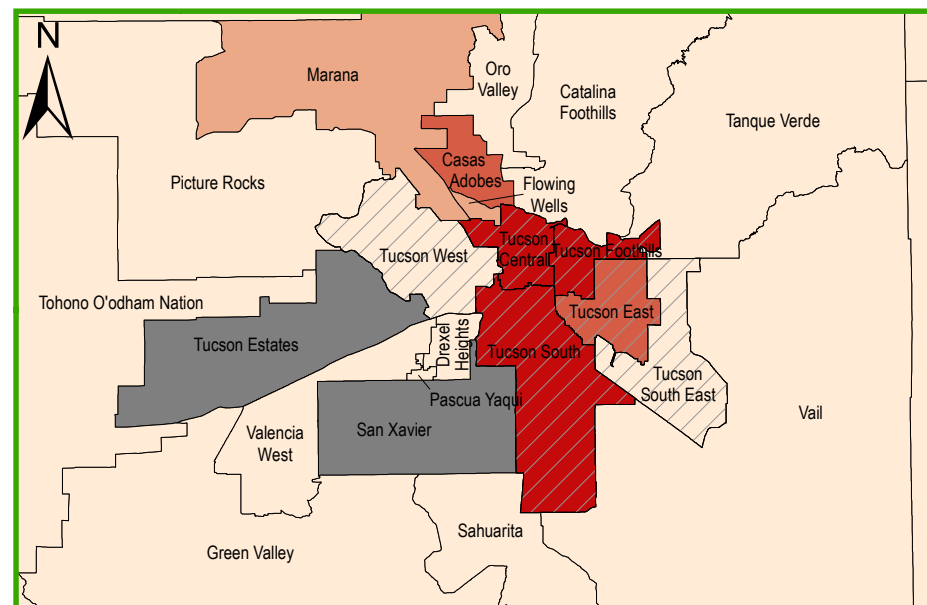 N
Marana
Oro
Valley
Catalina
Foothills
Tanque Verde
Casas
Adobes
Picture Rocks
Flowing
Wells
Tucson West
Tucson
Central
Tucson Foothills
Tohono O'odham Nation
Tucson Estates
Drexel
Heights
Tucson South
Tucson East
Tucson
South East
Pascua Yaqui
San Xavier
Valencia
West
Vail
Sahuarita
Green Valley